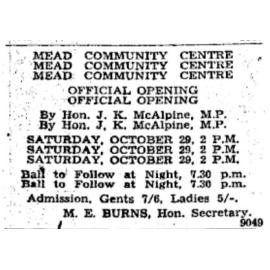 MEAD COMMUNITY CENTRE
MEAD COMMUNITY CENTRE
MEAD COMMUNITY CENTRE
OFFICIAL OPENING
OFFICIAL OPENING
By Hon. J. K. McAlpine, M.P.
By Hon. J. K. McAlpine, M.P.
SATURDAY, OCTOBER 29, 2 P.M.
SATURDAY, OCTOBER 29, 2 P.M.
SATURDAY, OCTOBER 29, 2 P.M.
Ball to Follow at Night, 7.30 p.m.
Ball to Follow at Night, 7.30 p.m.
Admission, Gents 7/6, Ladies 5/-.
M. E. BURNS, Hon. Secretary.
9049